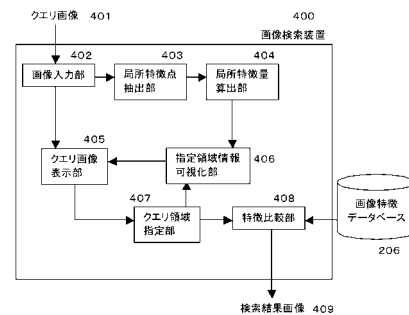 クエリ画像 401
400
画像検索装置
402
画像入力部
403
局所特徴点
抽出部
404
局所特徴量
算出部
405
クエリ画像
表示部
指定領域情報
可視化部
406
407
クエリ領域
指定部
408
特徴比較部
画像特徴
データベース
206
検索結果画像 409